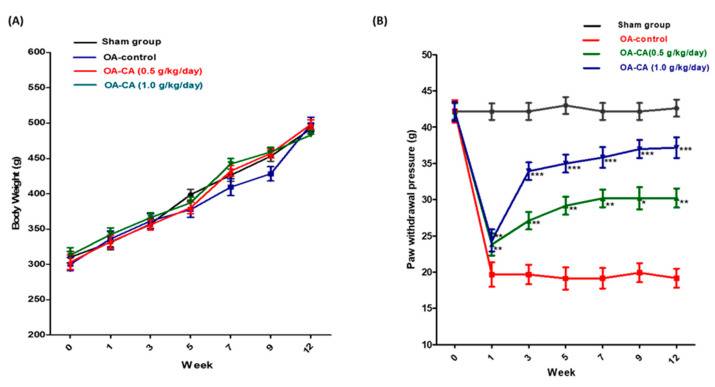 (A)
Sham group
OA-control
OA-CA (0.5 g/kg/day)
OA-CA (1.0 g/kg/day)
600
550
500
450
400
350
300
250
200
Body Weight (g)
0 1 3 5 7 9 12
Week
(B)
Sham group
OA-control
OA-CA(0.5 g/kg/day)
OA-CA (1.0 g/kg/day)
50
45
40
35
30
25
20
15
10
Paw withdrawal pressure (g)
*** *** *** *** ***
**
** ** ** ** * **
0 1 3 5 7 9 12
Week